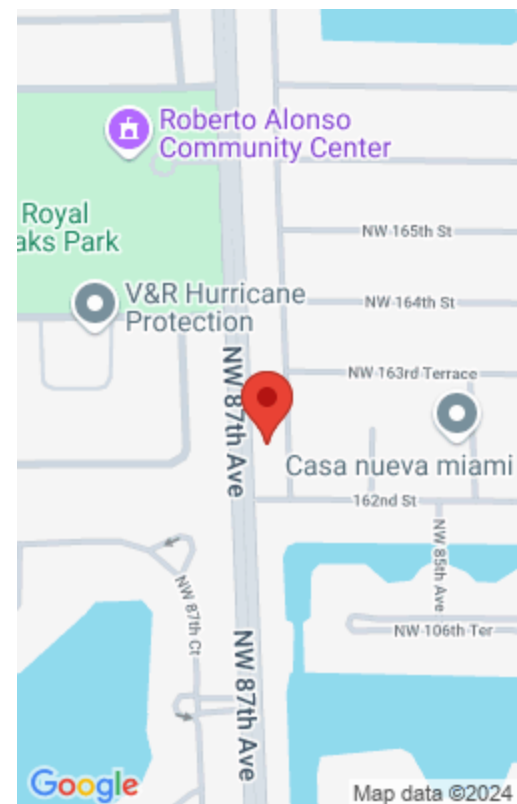 Roberto Alonso
Community Center
Royal
aks Park
NW 165th St
V&R Hurricane
Protection
NW 164th St
NW 87th Ave
NW 163rd Terrace
Casa nueva miami
162nd St
NW 85th Ave
NW 87th Ct
NW 106th Ter
NW 87th Ave
Google
Map data ©2024